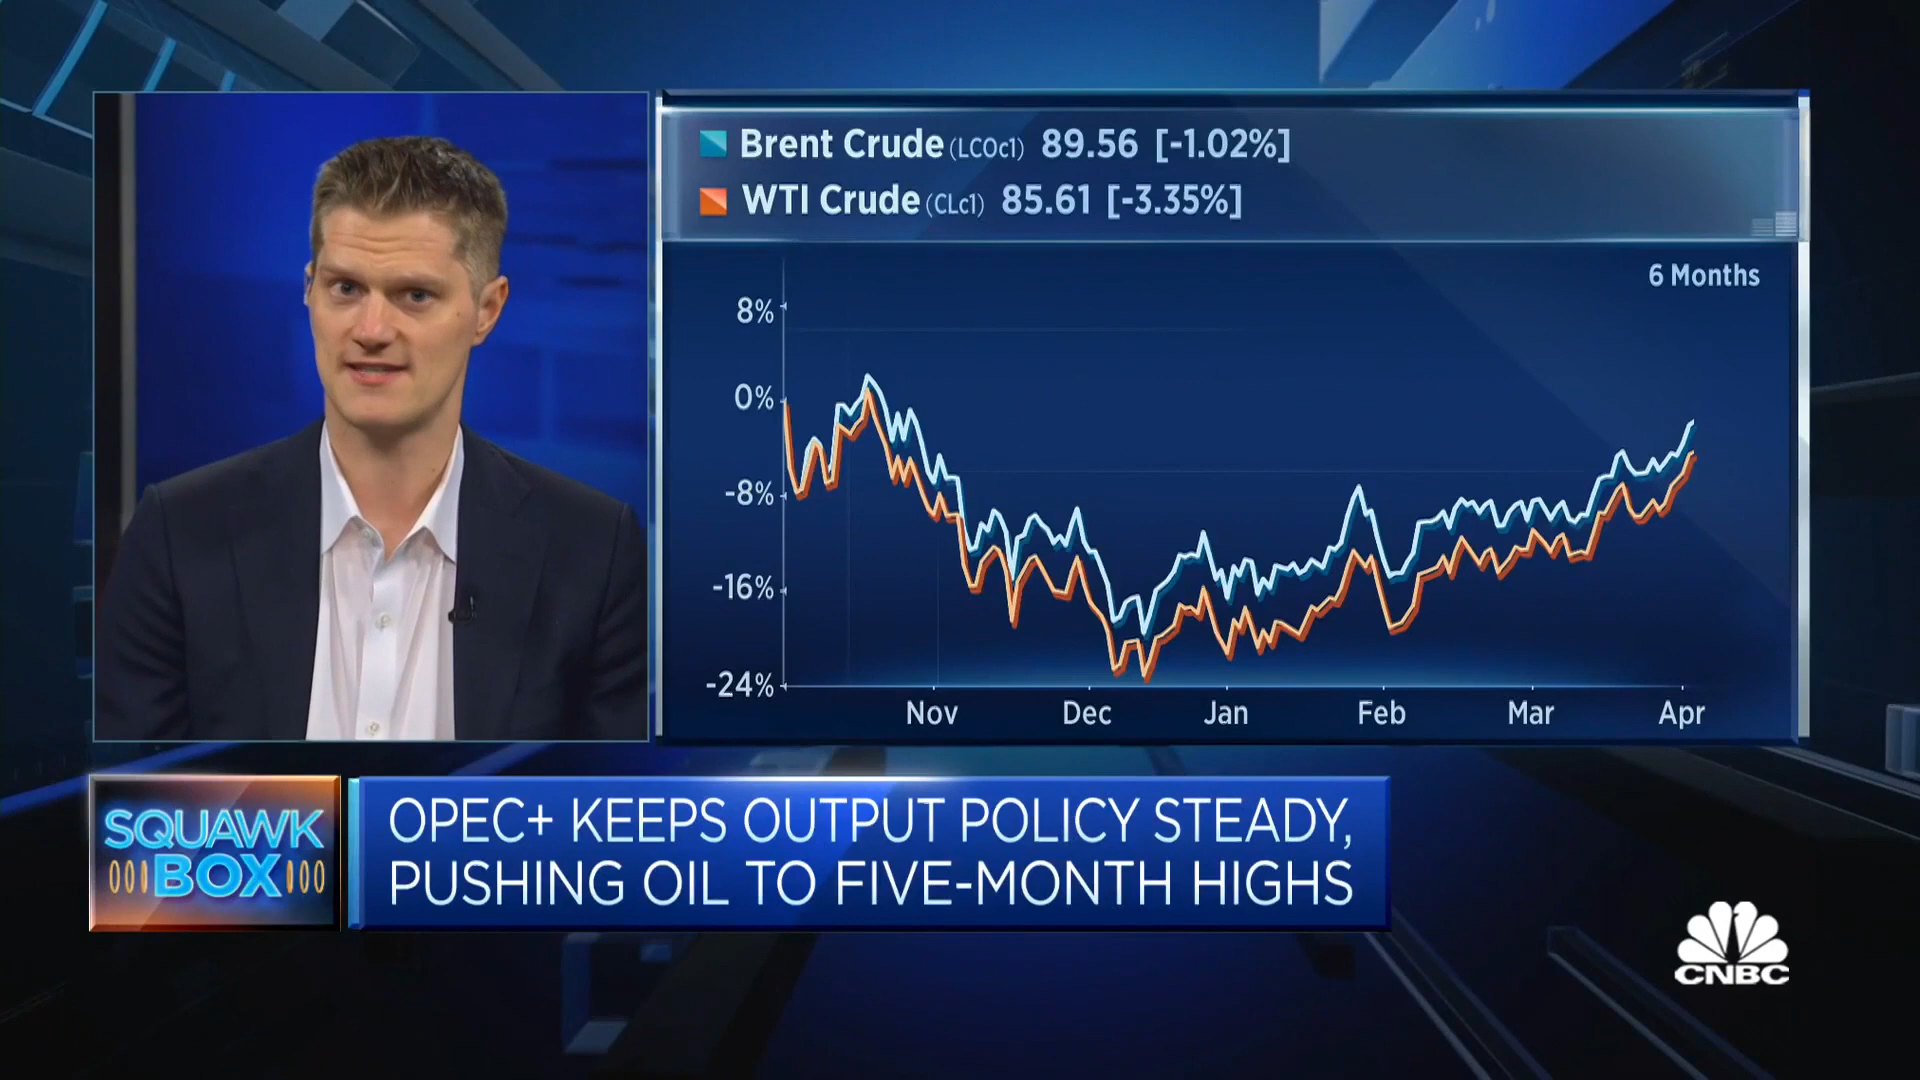 Brent Crude (LCOc1) 89.56 [-1.02%]
WTI Crude (CLc1) 85.61 [-3.35%]
6 Months
8%
0%
-8%
-16%
-24%
Nov Dec Jan Feb Mar Apr
SQUAWK
BOX
OPEC+ KEEPS OUTPUT POLICY STEADY,
PUSHING OIL TO FIVE-MONTH HIGHS
CNBC